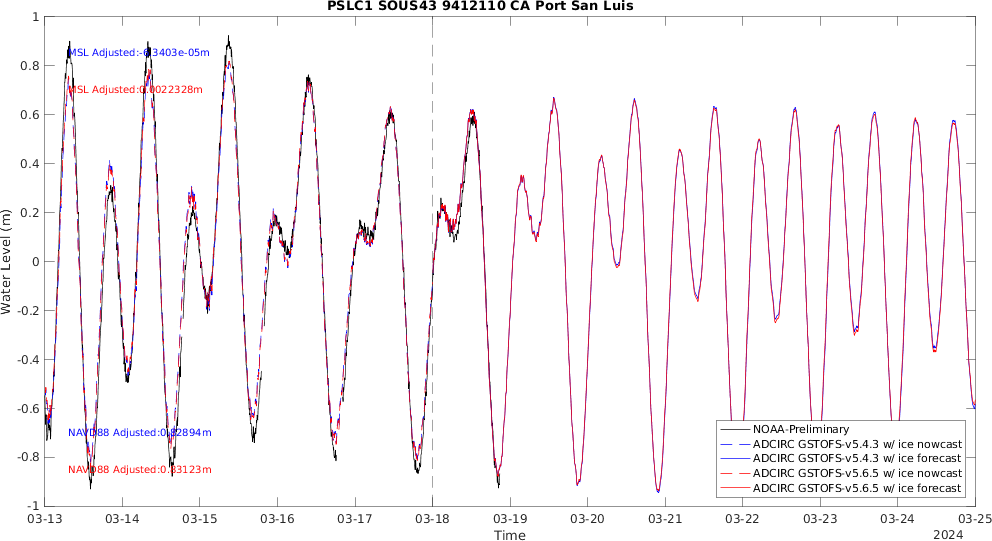 PSLC1 SOUS43 9412110 CA Port San Luis
Water Level (m)
1
0.8
0.6
0.4
0.2
0
-0.2
-0.4
-0.6
-0.8
-1
MSL Adjusted:-6.3403e-05m
MSL Adjusted:0.0022328m
NAVD88 Adjusted:0.82894m
NAVD88 Adjusted:0.83123m
NOAA-Preliminary
ADCIRC GSTOFS-v5.4.3 w/ ice nowcast
ADCIRC GSTOFS-v5.4.3 w/ ice forecast
ADCIRC GSTOFS-v5.6.5 w/ ice nowcast
ADCIRC GSTOFS-v5.6.5 w/ ice forecast
03-13 03-14 03-15 03-16 03-17 03-18 03-19 03-20 03-21 03-22 03-23 03-24 03-25
Time
2024